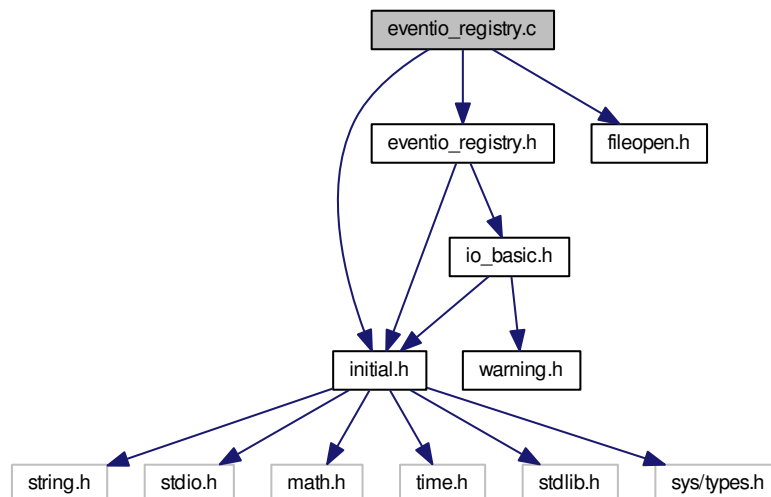 eventio_registry.c
eventio_registry.h
fileopen.h
io_basic.h
initial.h
warning.h
string.h
stdio.h
math.h
time.h
stdlib.h
sys/types.h